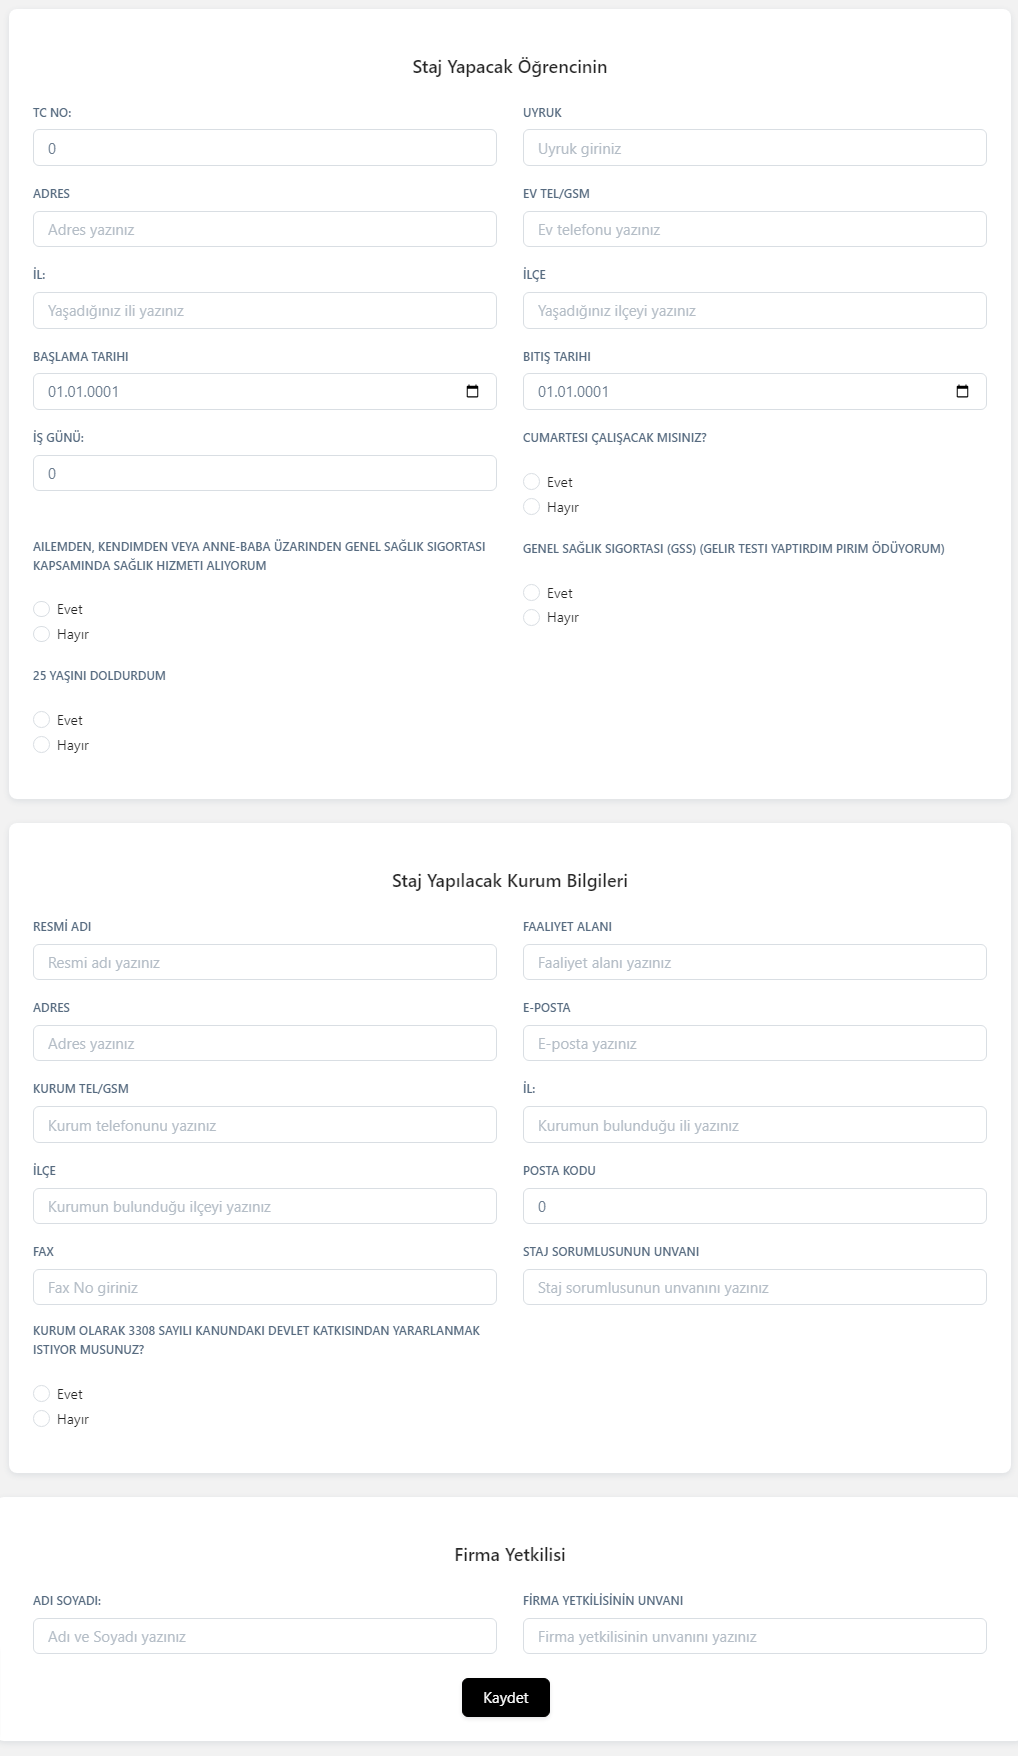 Staj Yapacak Öğrencinin
TC NO:
UYRUK
0
Uyruk giriniz
ADRES
EV TEL/GSM
Adres yazınız
Ev telefonu yazınız
İL:
İLÇE
Yaşadığınız ili yazınız
Yaşadığınız ilçeyi yazınız
BAŞLAMA TARIHI
BITIŞ TARIHI
01.01.0001
01.01.0001
İŞ GÜNÜ:
CUMARTESI ÇALIŞACAK MISINIZ?
0
Evet
Hayır
AILEMDEN, KENDIMDEN VEYA ANNE-BABA ÜZARINDEN GENEL SAĞLIK SIGORTASI
KAPSAMINDA SAĞLIK HIZMETI ALIYORUM
GENEL SAĞLIK SIGORTASI (GSS) (GELIR TESTI YAPTIRDIM PIRIM ÖDÜYORUM)
Evet
Hayır
Evet
Hayır
25 YAŞINI DOLDURDUM
Evet
Hayır
Staj Yapılacak Kurum Bilgileri
RESMİ ADI
FAALIYET ALANI
Resmi adı yazınız
Faaliyet alanı yazınız
ADRES
E-POSTA
Adres yazınız
E-posta yazınız
KURUM TEL/GSM
İL:
Kurum telefonunu yazınız
Kurumun bulunduğu ili yazınız
İLÇE
POSTA KODU
Kurumun bulunduğu ilçeyi yazınız
0
FAX
STAJ SORUMLUSUNUN UNVANI
Fax No giriniz
Staj sorumlusunun unvanını yazınız
KURUM OLARAK 3308 SAYILI KANUNDAKI DEVLET KATKISINDAN YARARLANMAK
ISTIYOR MUSUNUZ?
Evet
Hayır
Firma Yetkilisi
ADI SOYADI:
FİRMA YETKİLİSİNİN UNVANI
Adı ve Soyadı yazınız
Firma yetkilisinin unvanını yazınız
Kaydet